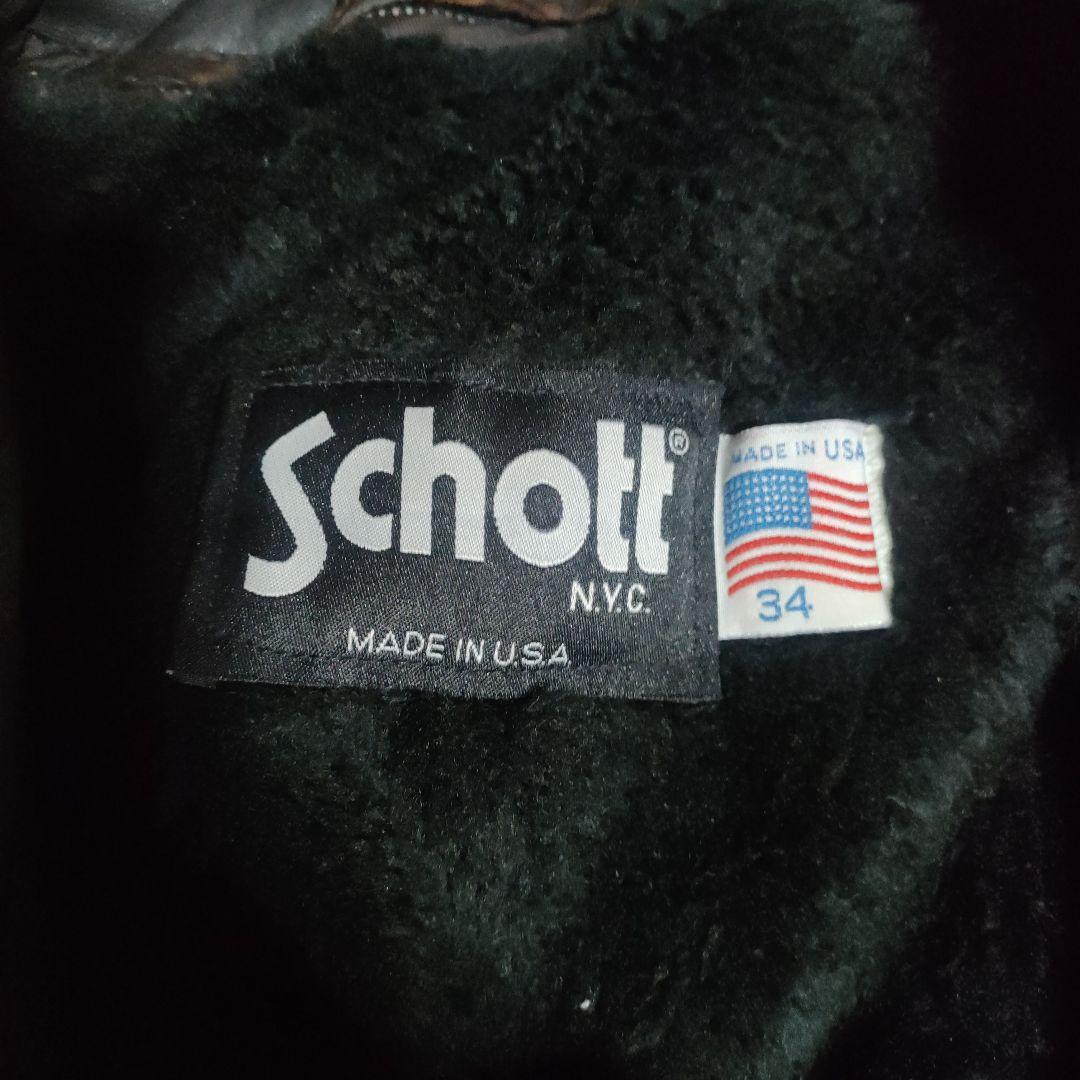 Schott®
N.Y.C.
MADE IN U.S.A.
MADE IN USA
34